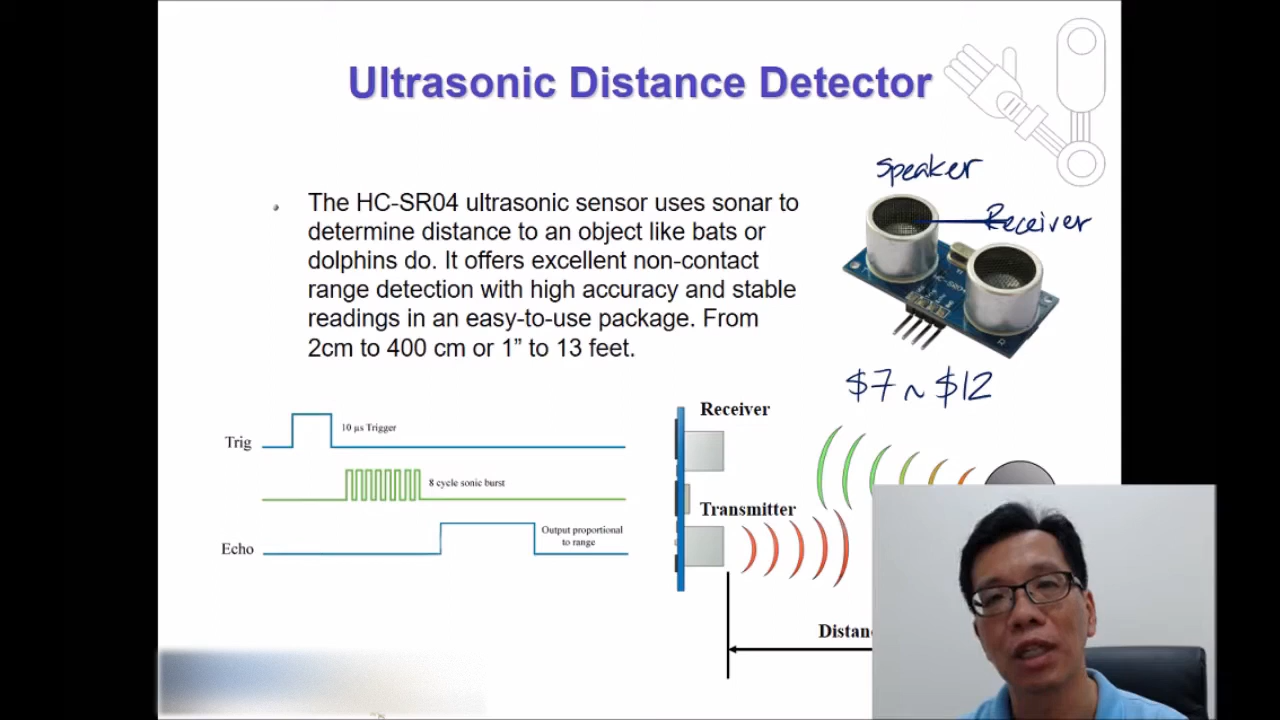 Ultrasonic Distance Detector
Speaker
Receiver
The HC-SR04 ultrasonic sensor uses sonar to
determine distance to an object like bats or
dolphins do. It offers excellent non-contact
range detection with high accuracy and stable
readings in an easy-to-use package. From
2cm to 400 cm or 1” to 13 feet.
HC-SR04
T
R
$7 ~ $12
Trig
10 µs Trigger
8 cycle sonic burst
Echo
Output proportional
to range
Receiver
Transmitter
Distan